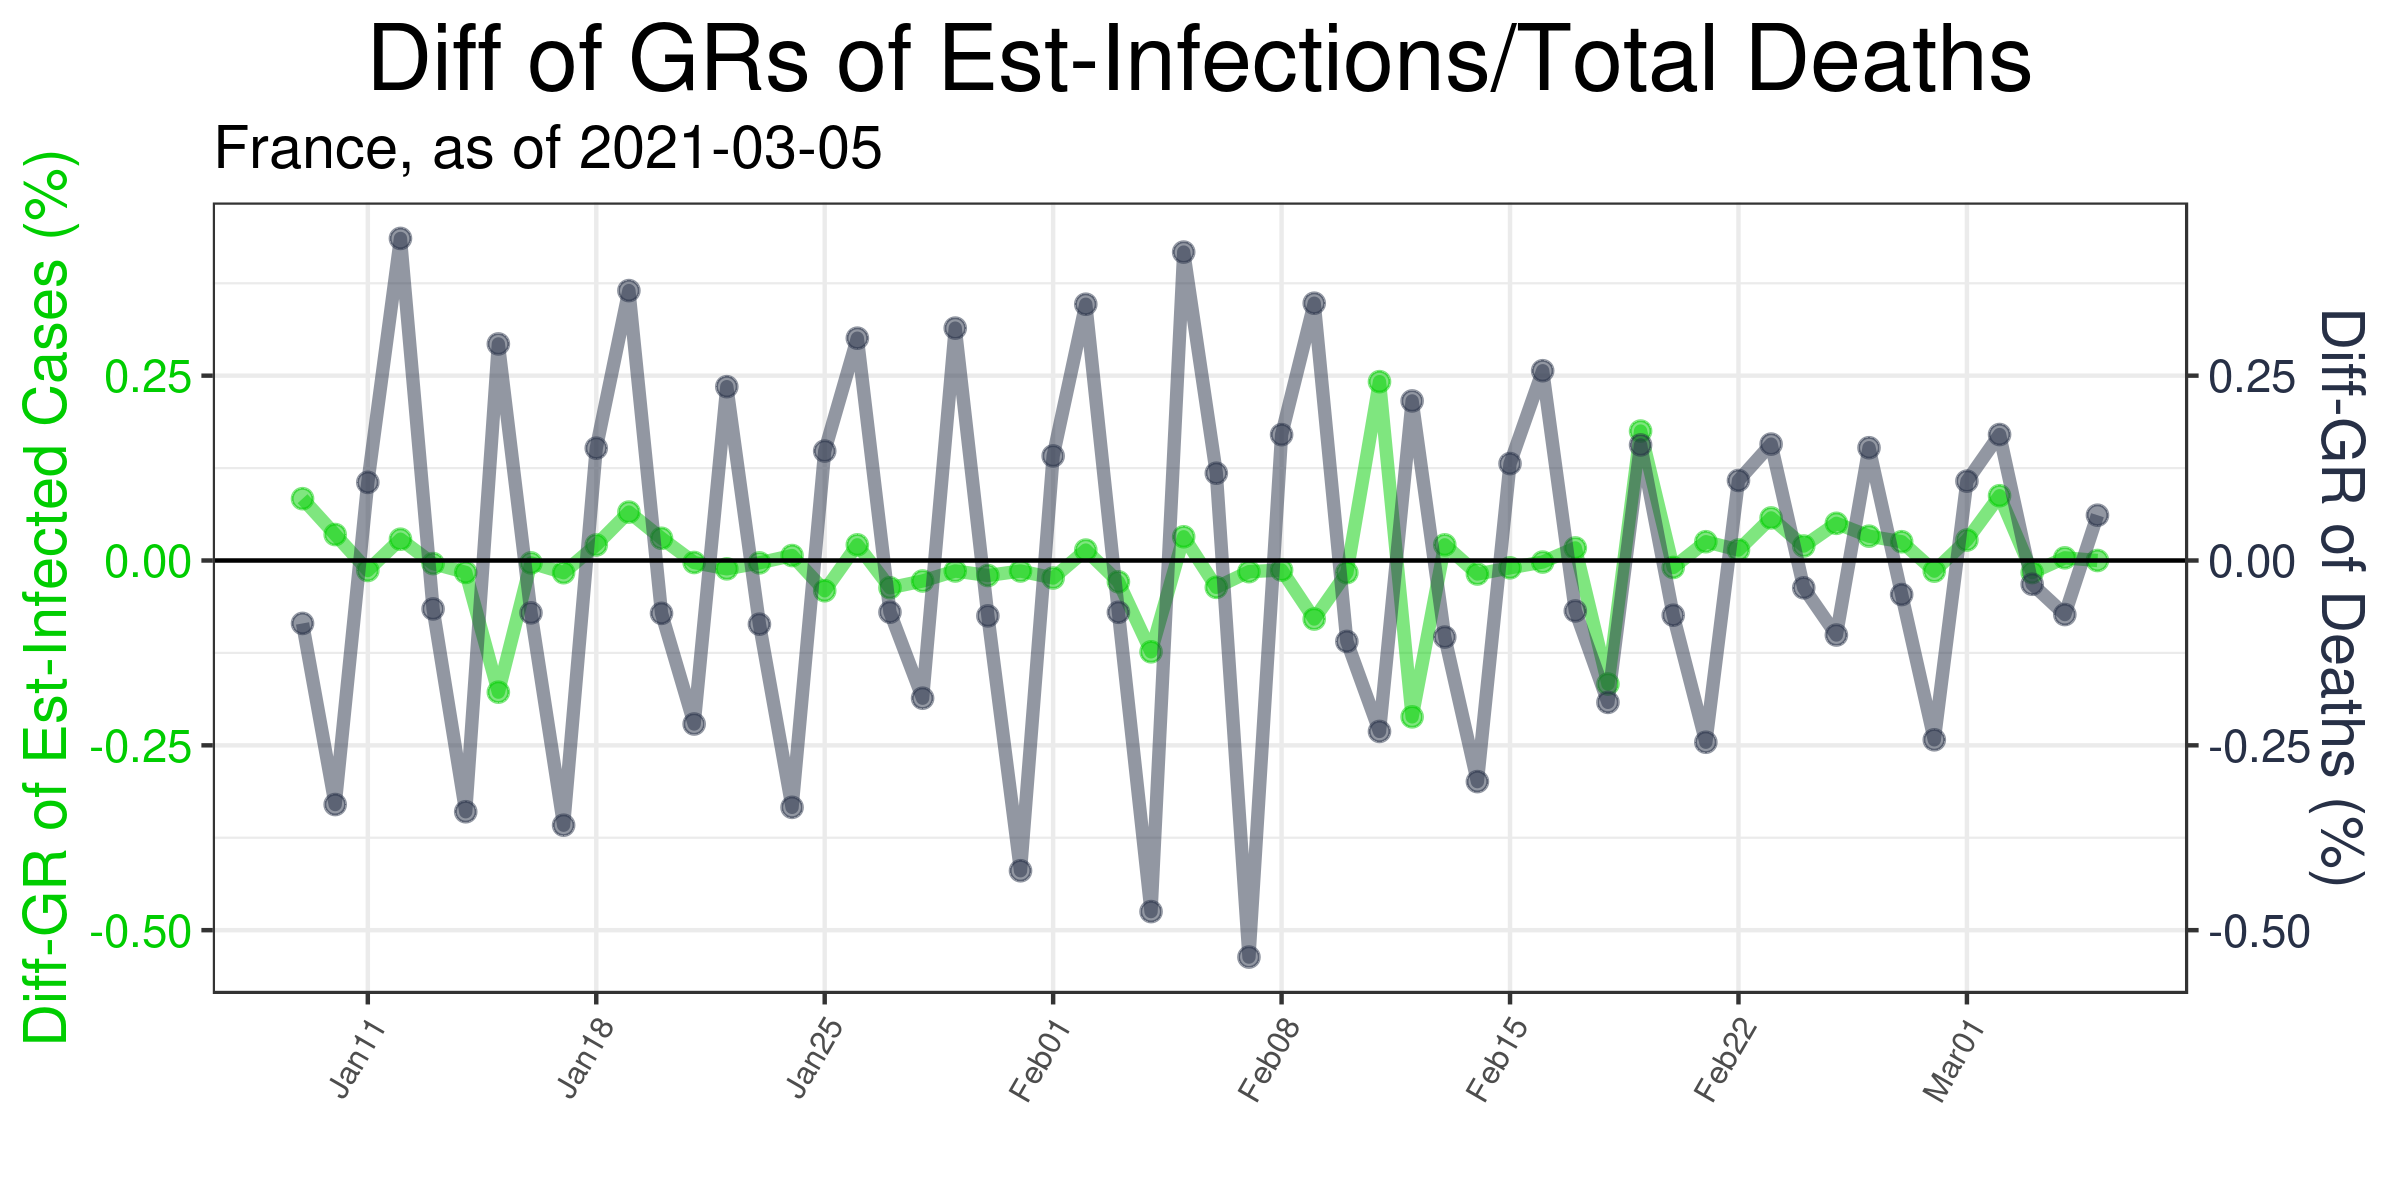 Diff of GRs of Est-Infections/Total Deaths
France, as of 2021-03-05
Diff-GR of Est-Infected Cases (%)
0.25
0.00
-0.25
-0.50
0.25
0.00
-0.25
-0.50
Diff-GR of Deaths (%)
Jan11
Jan18
Jan25
Feb01
Feb08
Feb15
Feb22
Mar01